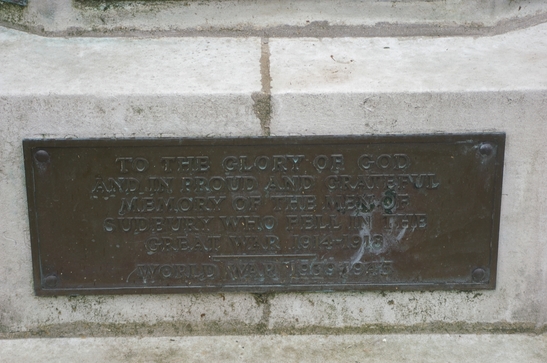 TO THE GLORY OF GOD
AND IN PROUD AND GRATEFUL
MEMORY OF THE MEN OF
SUDBURY WHO FELL IN THE
GREAT WAR 1914-1918
WORLD WAR 1939-1945